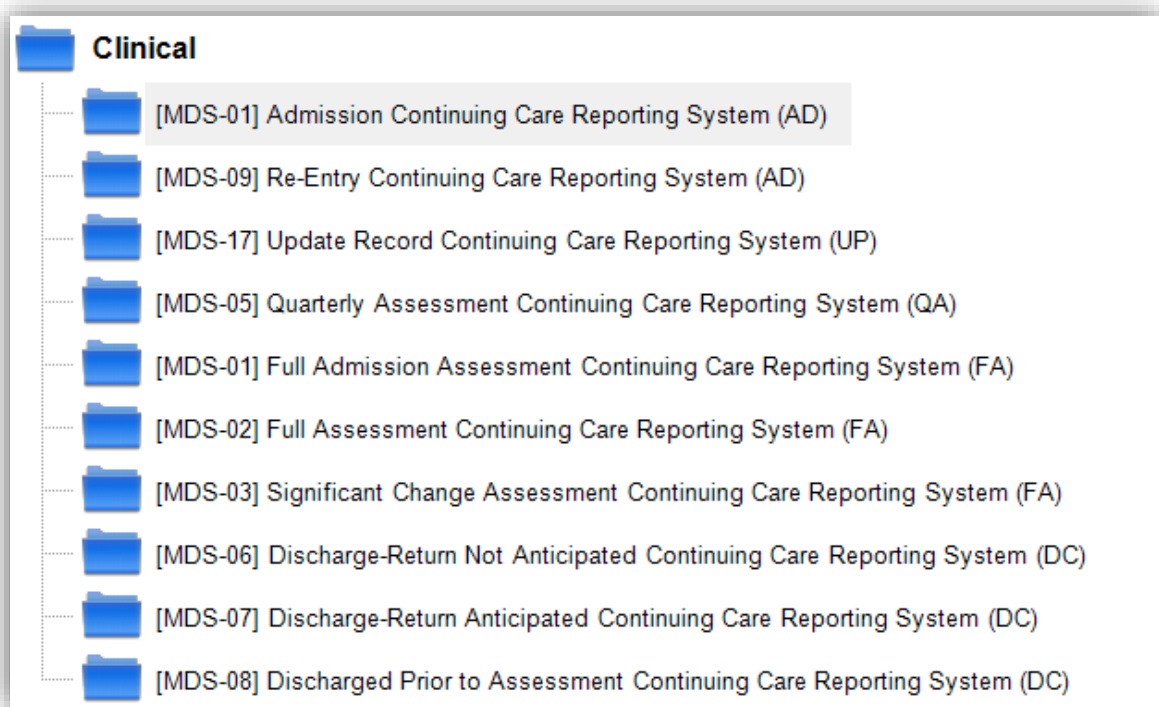 Clinical
[MDS-01] Admission Continuing Care Reporting System (AD)
[MDS-09] Re-Entry Continuing Care Reporting System (AD)
[MDS-17] Update Record Continuing Care Reporting System (UP)
[MDS-05] Quarterly Assessment Continuing Care Reporting System (QA)
[MDS-01] Full Admission Assessment Continuing Care Reporting System (FA)
[MDS-02] Full Assessment Continuing Care Reporting System (FA)
[MDS-03] Significant Change Assessment Continuing Care Reporting System (FA)
[MDS-06] Discharge-Return Not Anticipated Continuing Care Reporting System (DC)
[MDS-07] Discharge-Return Anticipated Continuing Care Reporting System (DC)
[MDS-08] Discharged Prior to Assessment Continuing Care Reporting System (DC)